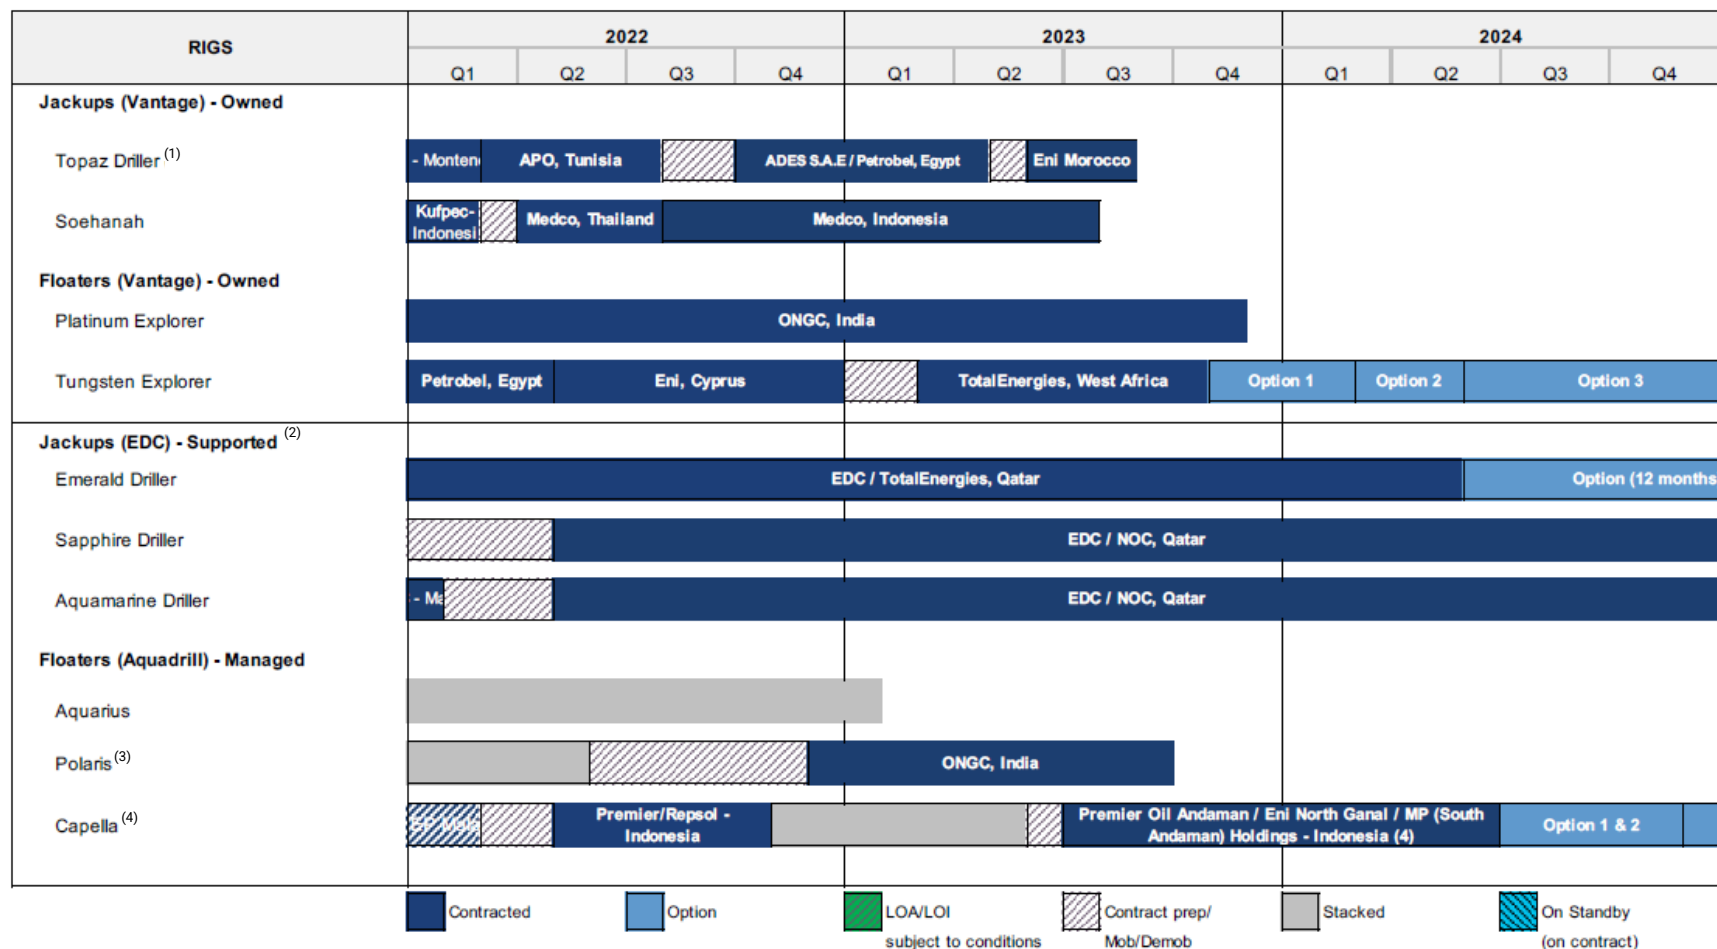 RIGS
2022
2023
2024
Q1 Q2 Q3 Q4 Q1 Q2 Q3 Q4 Q1 Q2 Q3 Q4
Jackups (Vantage) - Owned
Topaz Driller (1)
- Monten
APO, Tunisia
ADES S.A.E / Petrobel, Egypt
Eni Morocco
Soehanah
Kufpec-
Indonesi
Medco, Thailand
Medco, Indonesia
Floaters (Vantage) - Owned
Platinum Explorer
ONGC, India
Tungsten Explorer
Petrobel, Egypt
Eni, Cyprus
TotalEnergies, West Africa
Option 1
Option 2
Option 3
Jackups (EDC) - Supported (2)
Emerald Driller
EDC / TotalEnergies, Qatar
Option (12 months
Sapphire Driller
EDC / NOC, Qatar
Aquamarine Driller
- Ma
EDC / NOC, Qatar
Floaters (Aquadrill) - Managed
Aquarius
Polaris (3)
ONGC, India
Capella (4)
Premier/Repsol -
Indonesia
Premier Oil Andaman / Eni North Ganal / MP (South
Andaman) Holdings - Indonesia (4)
Option 1 & 2
Contracted
Option
LOA/LOI
subject to conditions
Contract prep/
Mob/Demob
Stacked
On Standby
(on contract)